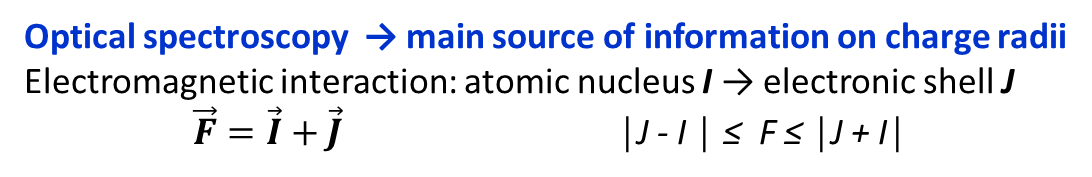 Optical spectroscopy → main source of information on charge radii
Electromagnetic interaction: atomic nucleus I → electronic shell J
F⃗ = I⃗ + J⃗ |J - I | ≤ F ≤ |J + I|